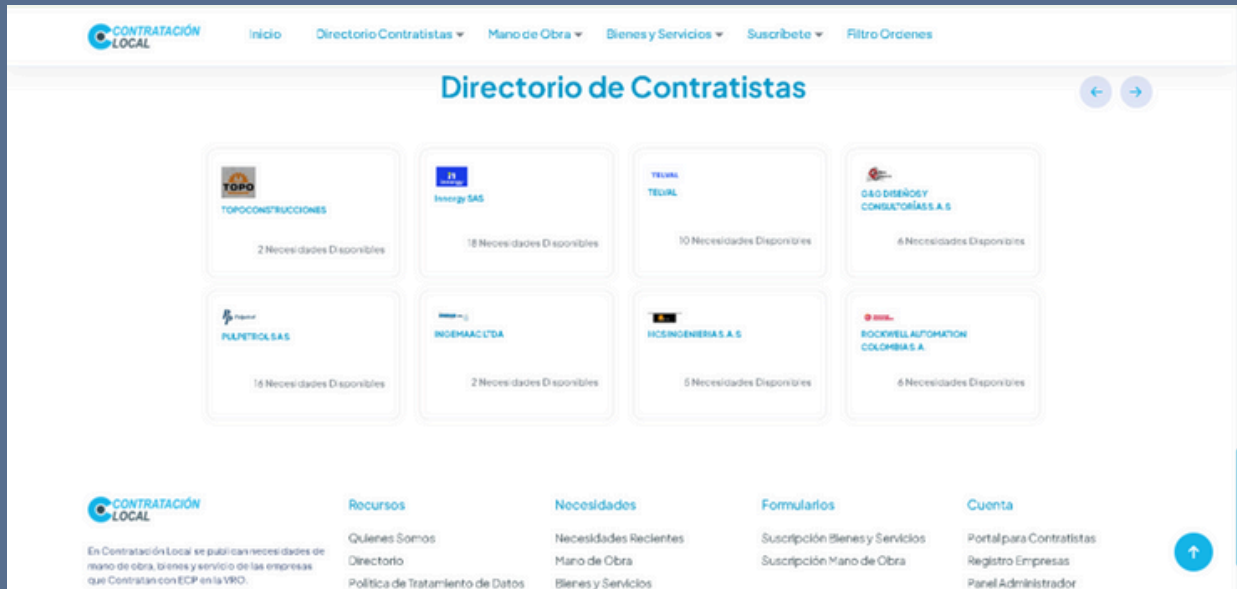 CONTRATACIÓN
LOCAL
Inicio
Directorio Contratistas
Mano de Obra
Bienes y Servicios
Suscríbete
Filtro Ordenes
Directorio de Contratistas
TOPO
TOPOCONSTRUCCIONES
2 Necesidades Disponibles
Innergy SAS
18 Necesidades Disponibles
TELVAL
TELVAL
10 Necesidades Disponibles
G&G DISEÑOS Y
CONSULTORÍAS S.A.S
6 Necesidades Disponibles
PULPETROL SAS
16 Necesidades Disponibles
INGEMAAC LTDA
2 Necesidades Disponibles
HCS INGENIERIA S.A.S
5 Necesidades Disponibles
ROCKWELL AUTOMATION
COLOMBIA S. A.
6 Necesidades Disponibles
CONTRATACIÓN
LOCAL
En Contratación Local se publican necesidades de
mano de obra, bienes y servicio de las empresas
que Contratan con ECP en la VRO.
Recursos
Quienes Somos
Directorio
Política de Tratamiento de Datos
Necesidades
Necesidades Recientes
Mano de Obra
Bienes y Servicios
Formularios
Suscripción Bienes y Servicios
Suscripción Mano de Obra
Cuenta
Portal para Contratistas
Registro Empresas
Panel Administrador